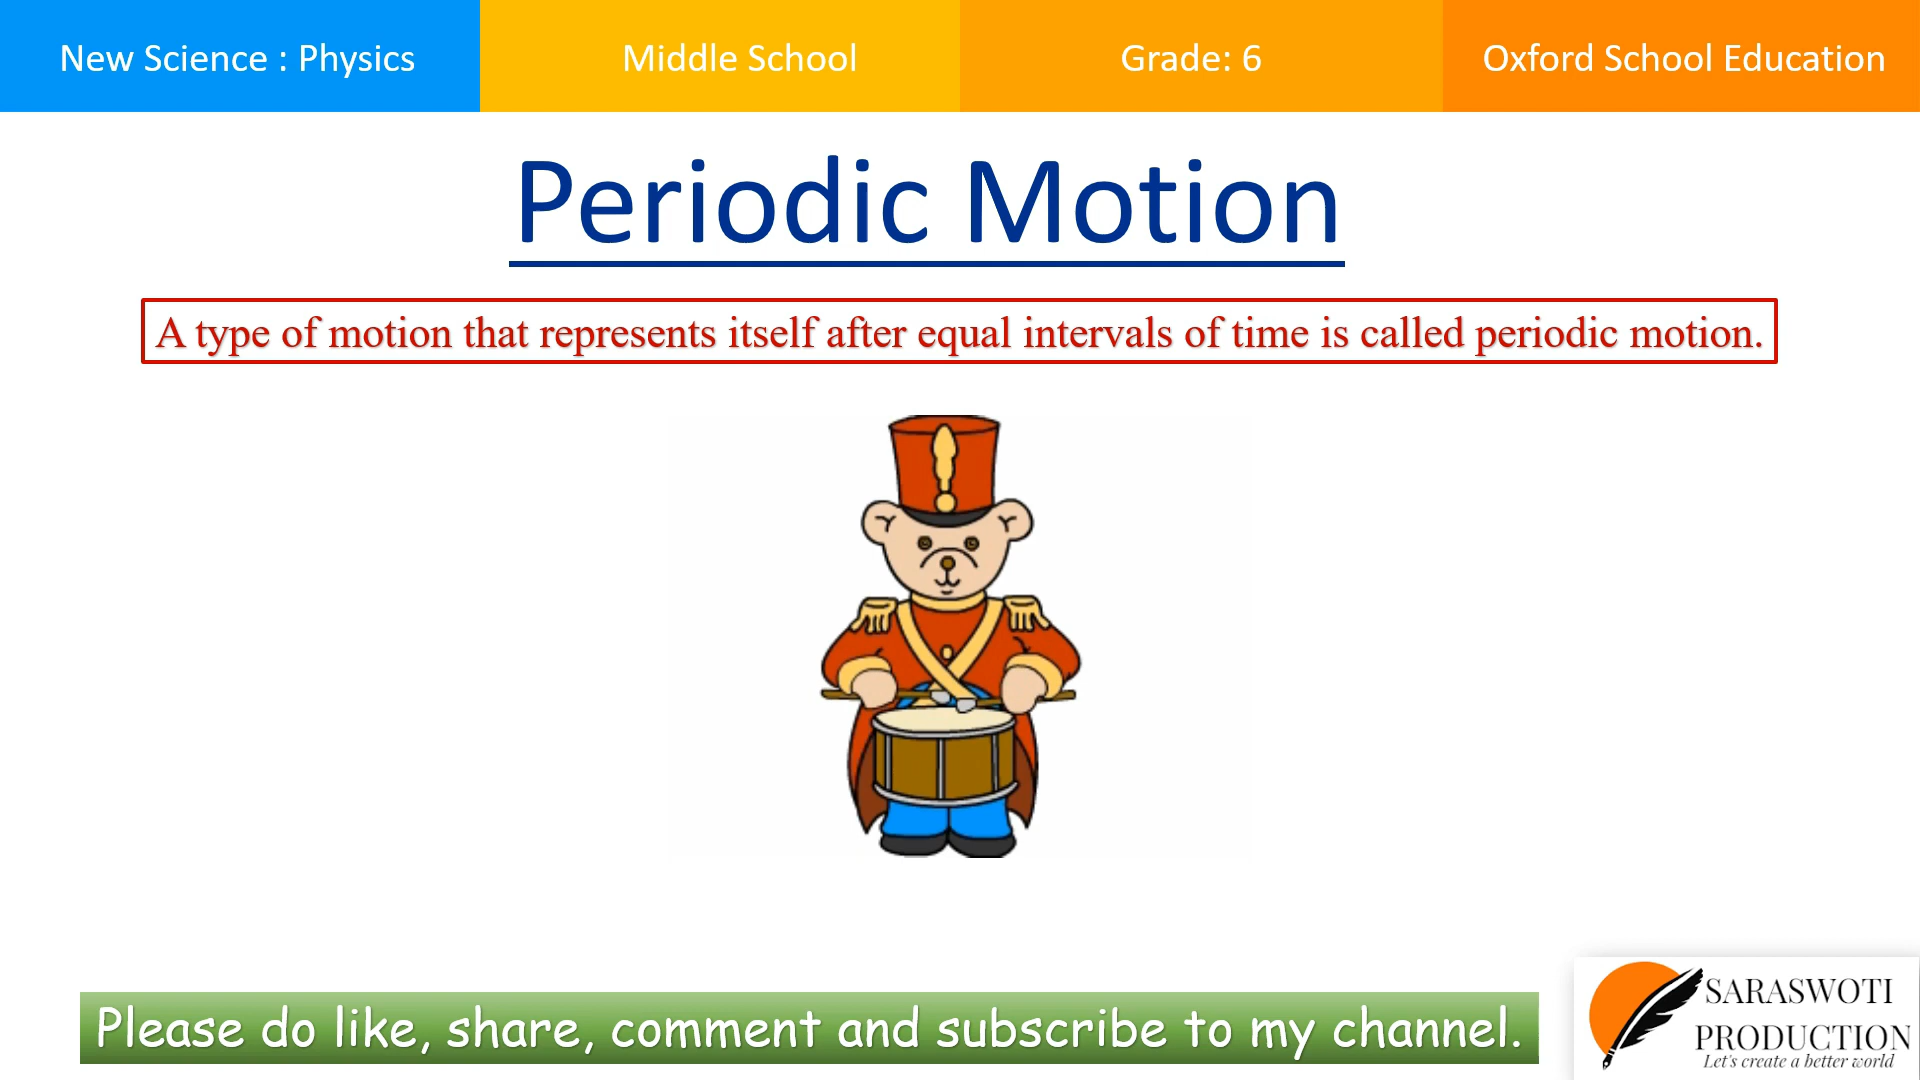 New Science : Physics
Middle School
Grade: 6
Oxford School Education
Periodic Motion
A type of motion that represents itself after equal intervals of time is called periodic motion.
Please do like, share, comment and subscribe to my channel.
SARASWOTI
PRODUCTION
Let's create a better world